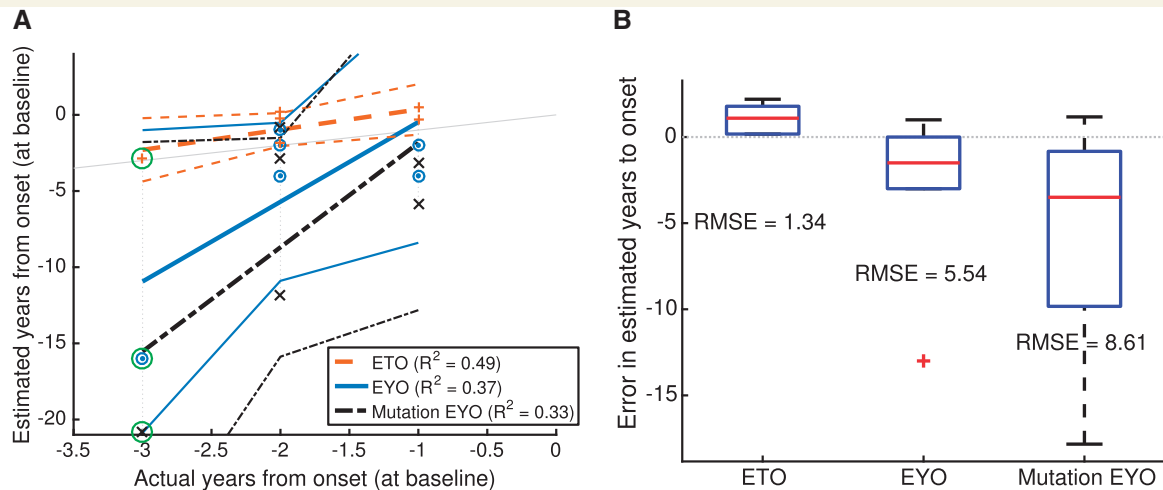 A
Estimated years from onset (at baseline)
0
-5
-10
-15
-20
-3.5
-3
-2.5
-2
-1.5
-1
-0.5
0
Actual years from onset (at baseline)
ETO (R² = 0.49)
EYO (R² = 0.37)
Mutation EYO (R² = 0.33)
B
Error in estimated years to onset
0
-5
-10
-15
RMSE = 1.34
RMSE = 5.54
RMSE = 8.61
ETO
EYO
Mutation EYO